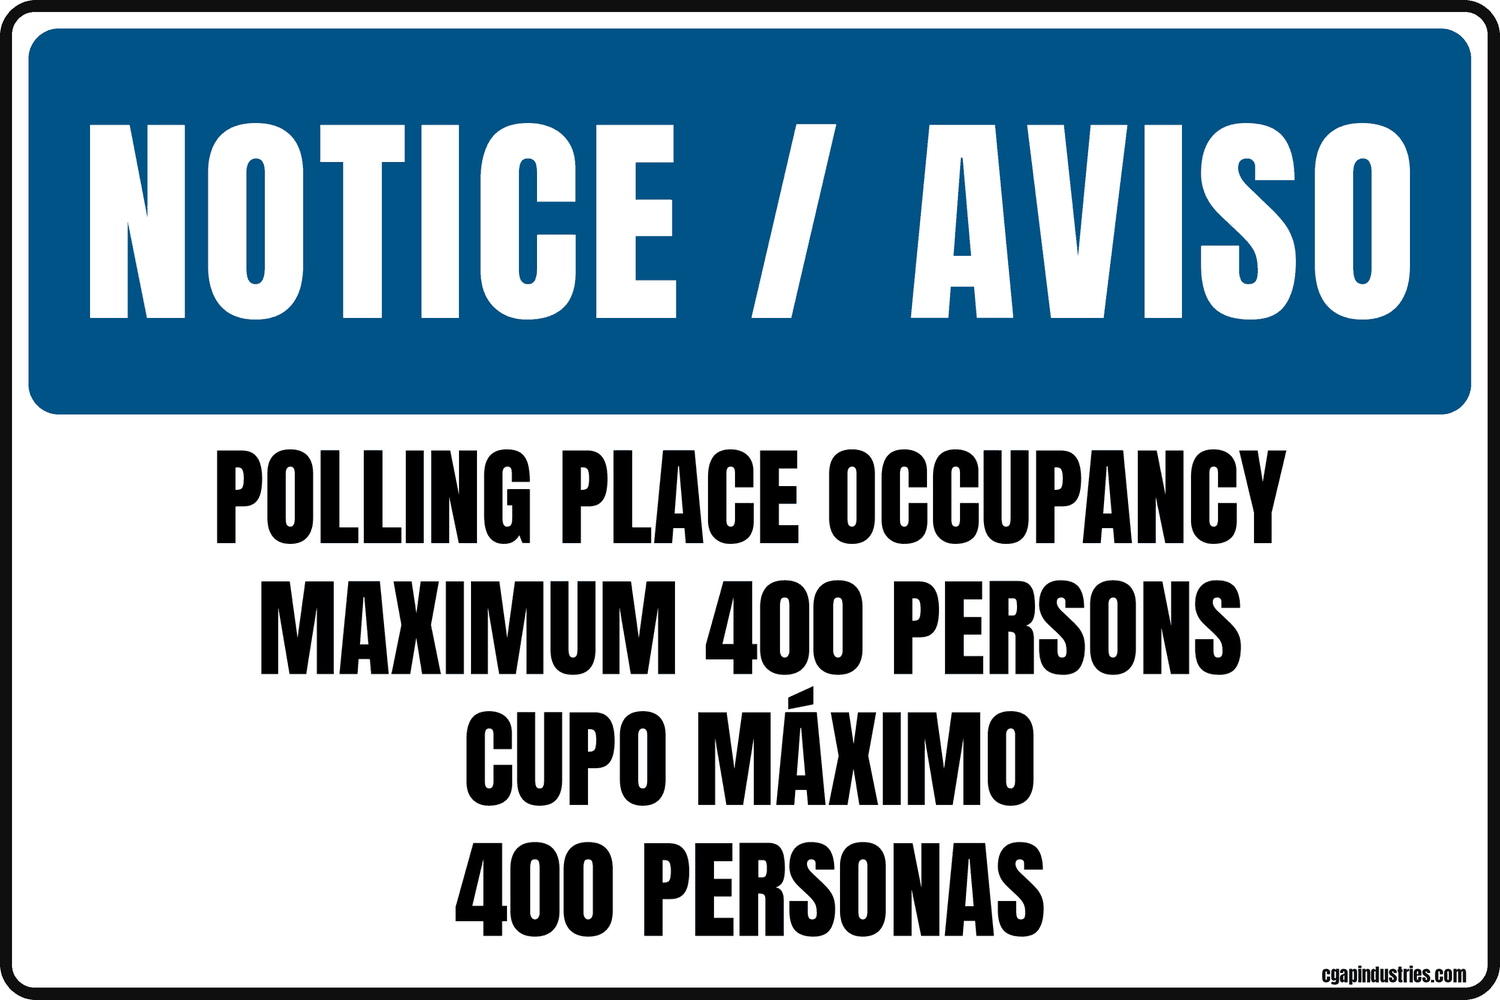 NOTICE / AVISO
POLLING PLACE OCCUPANCY
MAXIMUM 400 PERSONS
CUPO MÁXIMO
400 PERSONAS
cgapindustries.com